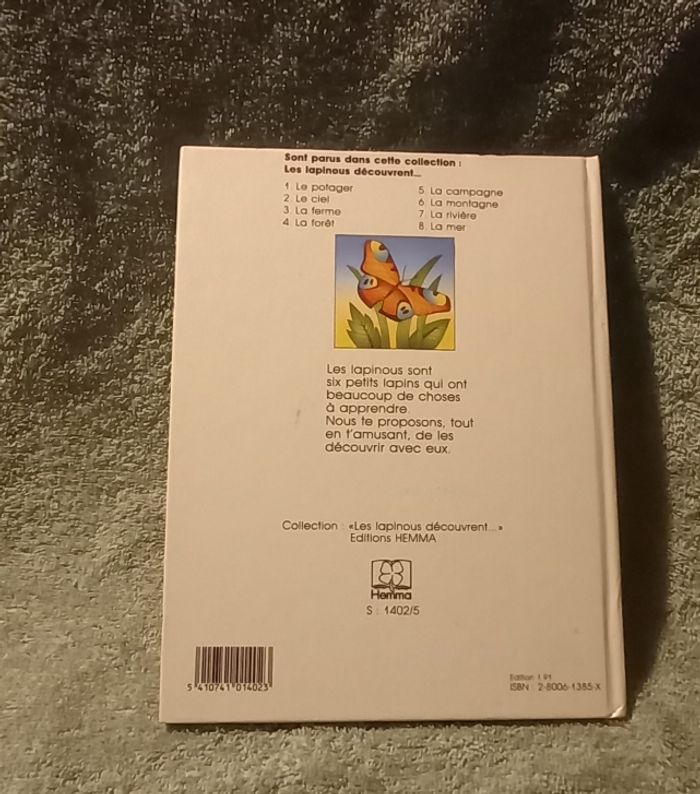 Sont parus dans cette collection :
Les lapinous découvrent...
1. Le potager
2. Le ciel
3. La ferme
4. La forêt
5. La campagne
6. La montagne
7. La rivière
8. La mer
Les lapinous sont
six petits lapins qui ont
beaucoup de choses
à apprendre.
Nous te proposons, tout
en t'amusant, de les
découvrir avec eux.
Collection : «Les lapinous découvrent...»
Editions HEMMA
Hemma
S : 1402/5
5 410741 014023
Edition 1.91
ISBN : 2-8006-1385-X